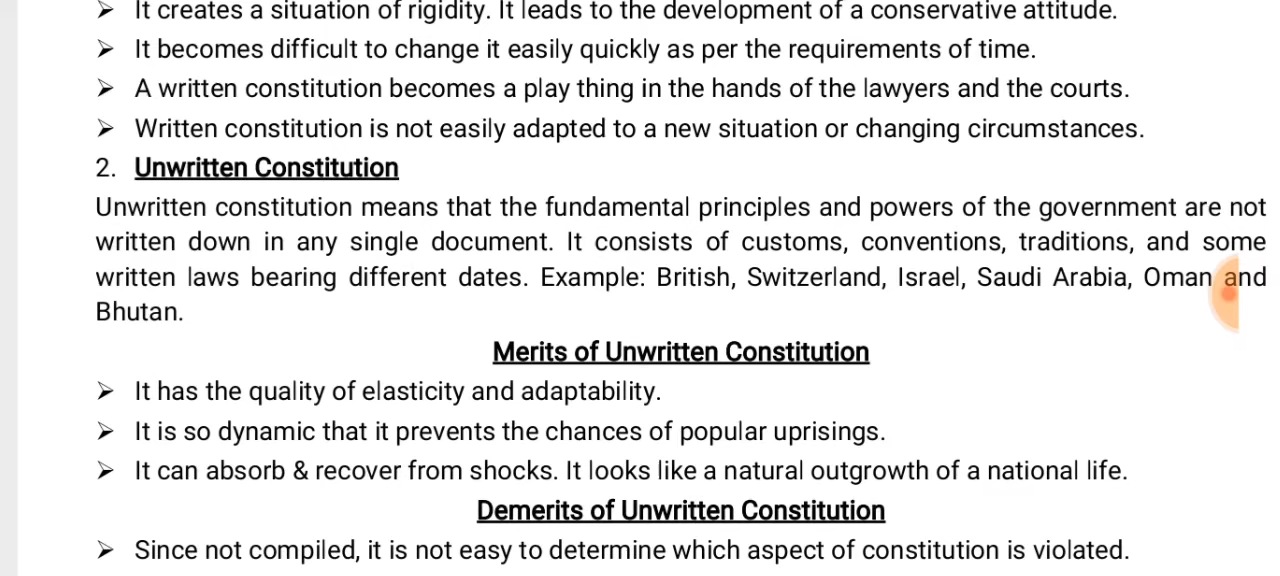 ➢ It creates a situation of rigidity. It leads to the development of a conservative attitude.
➢ It becomes difficult to change it easily quickly as per the requirements of time.
➢ A written constitution becomes a play thing in the hands of the lawyers and the courts.
➢ Written constitution is not easily adapted to a new situation or changing circumstances.
2. Unwritten Constitution
Unwritten constitution means that the fundamental principles and powers of the government are not
written down in any single document. It consists of customs, conventions, traditions, and some
written laws bearing different dates. Example: British, Switzerland, Israel, Saudi Arabia, Oman and
Bhutan.
Merits of Unwritten Constitution
➢ It has the quality of elasticity and adaptability.
➢ It is so dynamic that it prevents the chances of popular uprisings.
➢ It can absorb & recover from shocks. It looks like a natural outgrowth of a national life.
Demerits of Unwritten Constitution
➢ Since not compiled, it is not easy to determine which aspect of constitution is violated.